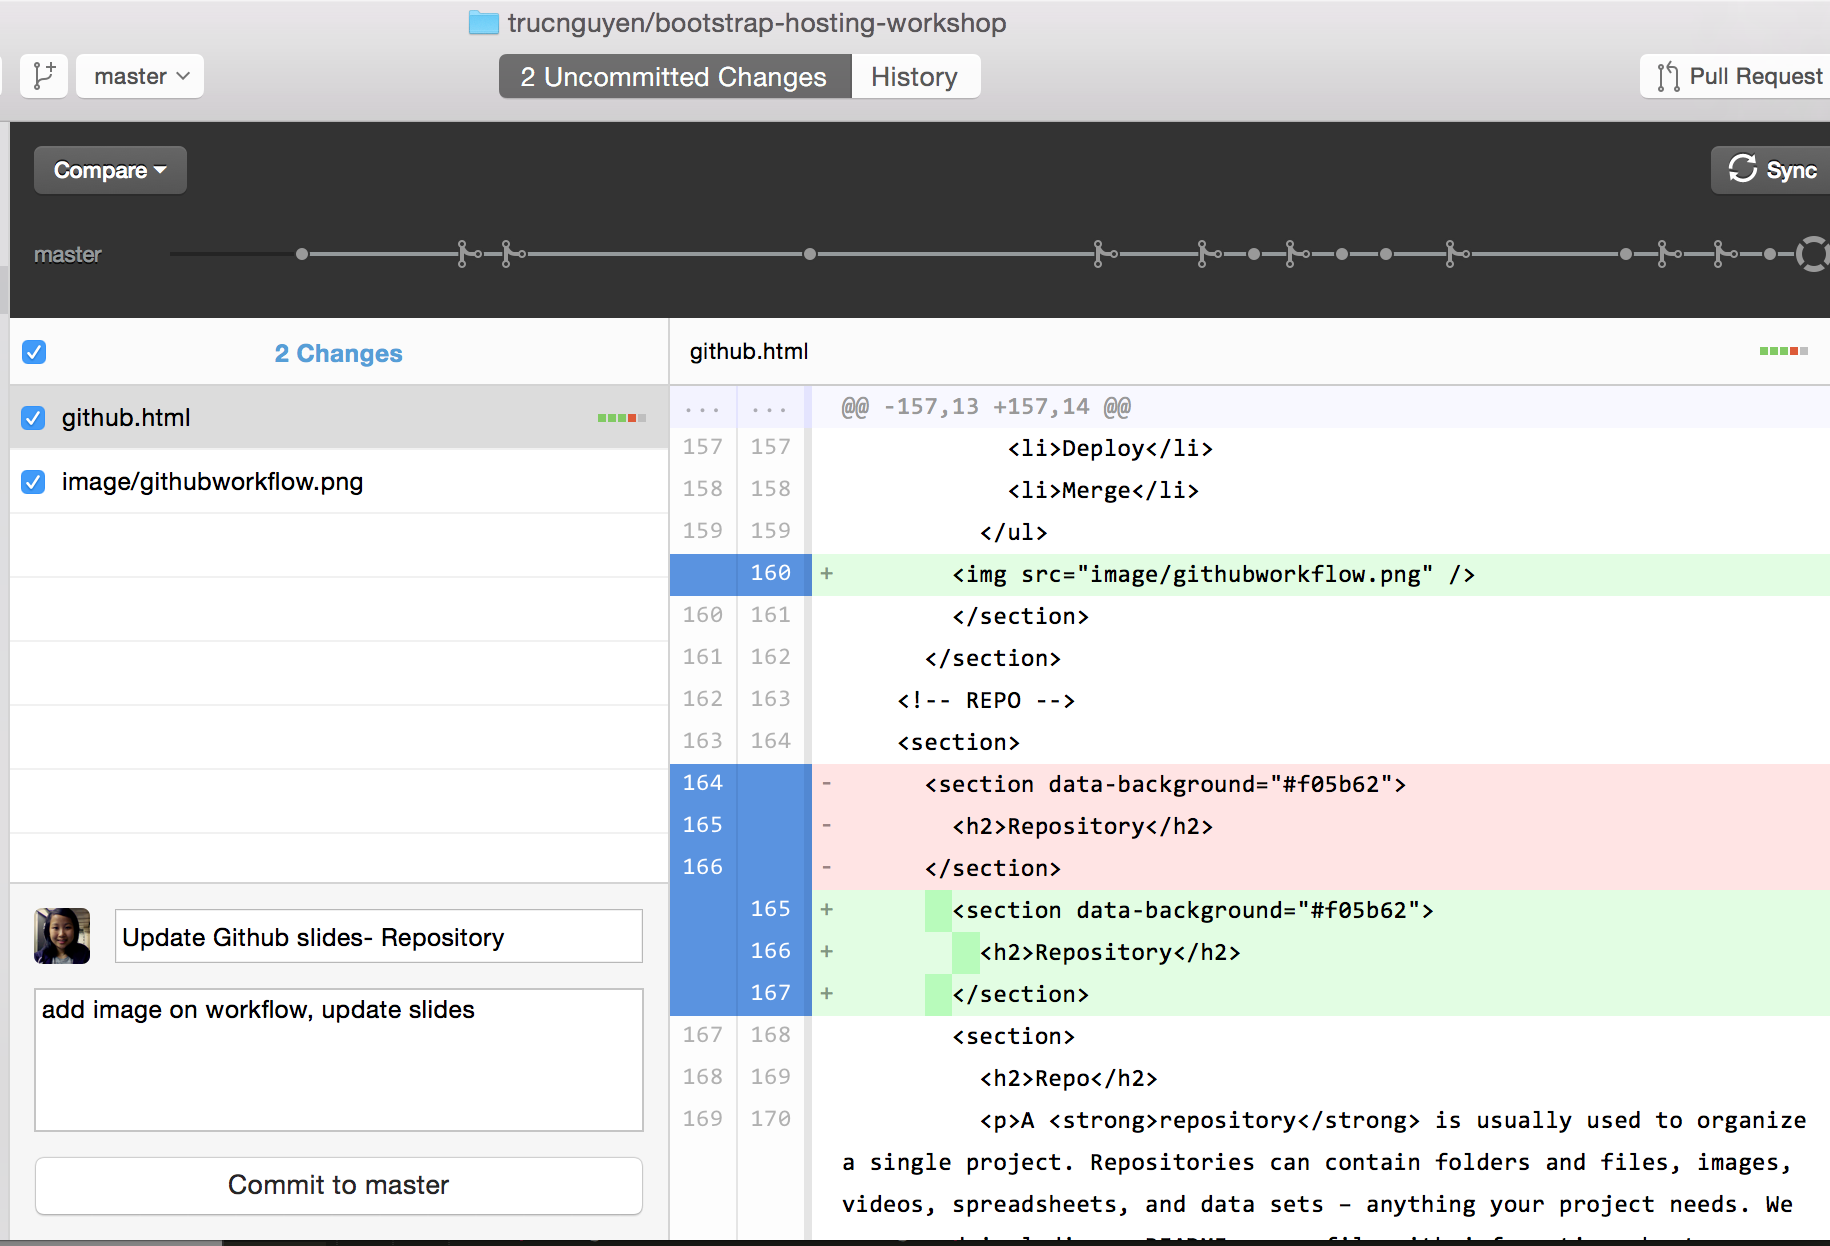 trucnguyen/bootstrap-hosting-workshop
master
2 Uncommitted Changes
History
Pull Request
Compare
Sync
master
2 Changes
github.html
image/githubworkflow.png
Update Github slides- Repository
add image on workflow, update slides
Commit to master
github.html
... ... @@ -157,13 +157,14 @@
157 157 <li>Deploy</li>
158 158 <li>Merge</li>
159 159 </ul>
160 + <img src="image/githubworkflow.png" />
160 161 </section>
161 162 </section>
162 163 <!-- REPO -->
163 164 <section>
164 - <section data-background="#f05b62">
165 - <h2>Repository</h2>
166 - </section>
165 + <section data-background="#f05b62">
166 + <h2>Repository</h2>
167 + </section>
167 168 <section>
168 169 <h2>Repo</h2>
169 170 <p>A <strong>repository</strong> is usually used to organize
a single project. Repositories can contain folders and files, images,
videos, spreadsheets, and data sets – anything your project needs. We